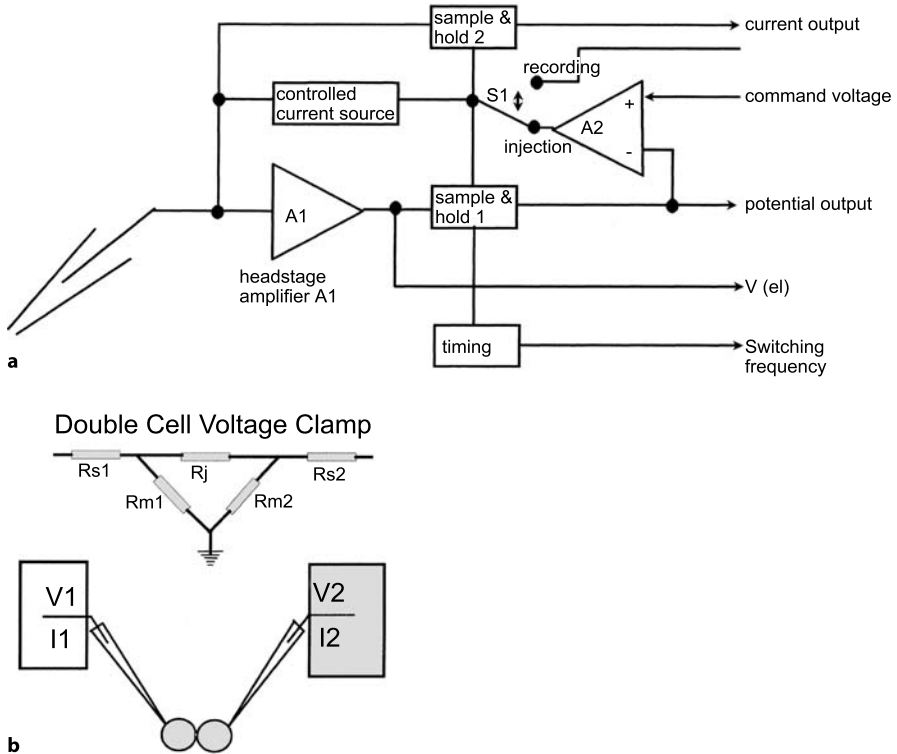 sample &
hold 2
current output
recording
controlled
current source
S1
command voltage
+
A2
injection
-
sample &
hold 1
A1
potential output
headstage
amplifier A1
V (el)
timing
Switching
frequency
a
Double Cell Voltage Clamp
Rs1
Rj
Rs2
Rm1
Rm2
V1
I1
V2
I2
b